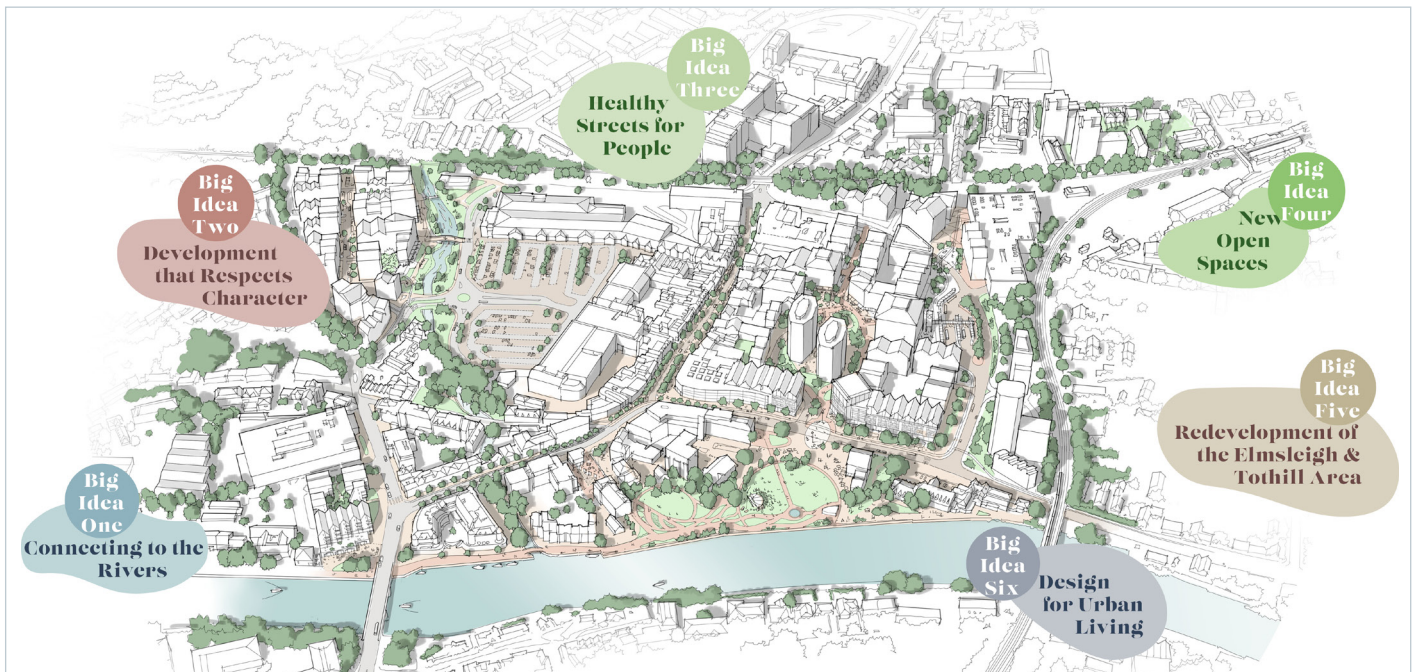 Big
Idea
Three
Healthy
Streets for
People
Big
Idea
Two
Development
that Respects
Character
Big
Idea
Four
New
Open
Spaces
Big
Idea
Five
Redevelopment of
the Elmsleigh &
Tothill Area
Big
Idea
One
Connecting to the
Rivers
Big
Idea
Six
Design
for Urban
Living